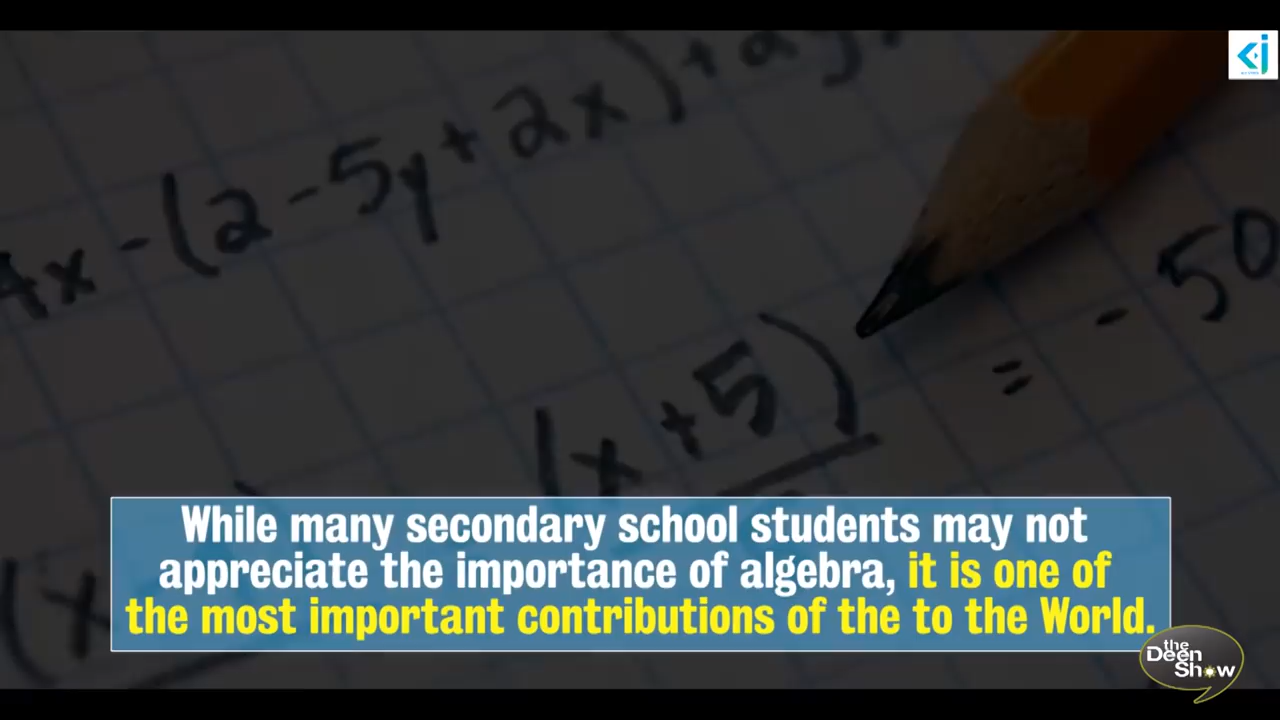 4x - (2 - 5y + 2x) +
(x + 5)
= - 50
(x
While many secondary school students may not
appreciate the importance of algebra, it is one of
the most important contributions of the to the World.
the
Deen
Show